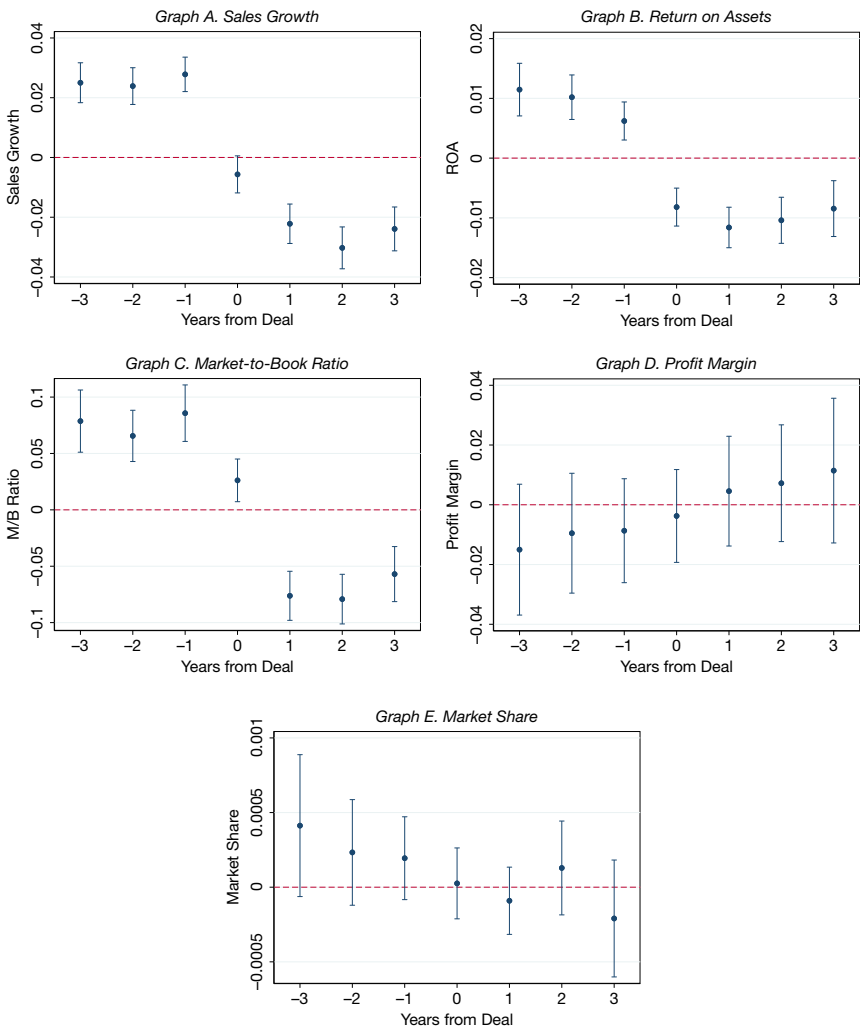 Graph A. Sales Growth
0.04
0.02
0
−0.02
−0.04
Sales Growth
−3 −2 −1 0 1 2 3
Years from Deal
Graph B. Return on Assets
0.02
0.01
0
−0.01
−0.02
ROA
−3 −2 −1 0 1 2 3
Years from Deal
Graph C. Market-to-Book Ratio
0.1
0.05
0
−0.05
−0.1
M/B Ratio
−3 −2 −1 0 1 2 3
Years from Deal
Graph D. Profit Margin
0.04
0.02
0
−0.02
−0.04
Profit Margin
−3 −2 −1 0 1 2 3
Years from Deal
Graph E. Market Share
0.001
0.0005
0
−0.0005
Market Share
−3 −2 −1 0 1 2 3
Years from Deal